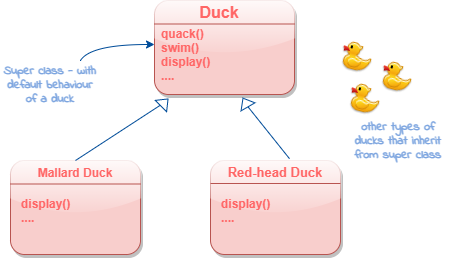 Duck
quack()
swim()
display()
....
Super class - with
default behaviour
of a duck
other types of
ducks that inherit
from super class
Mallard Duck
display()
....
Red-head Duck
display()
....